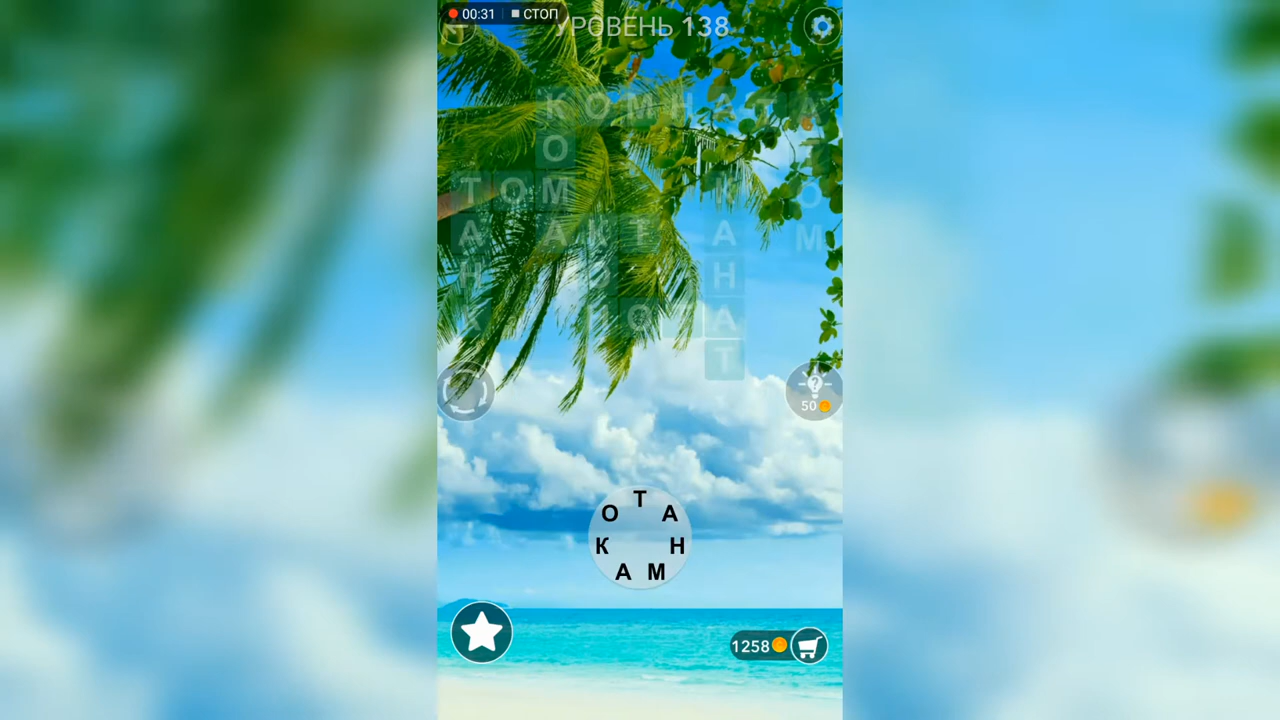 00:31 СТОП
УРОВЕНЬ 138
КОМНАТА
О
ТОМ
А А К Т А М
Н Н
К Н О Т А
Т
50
Т
О А
К Н
А М
1258